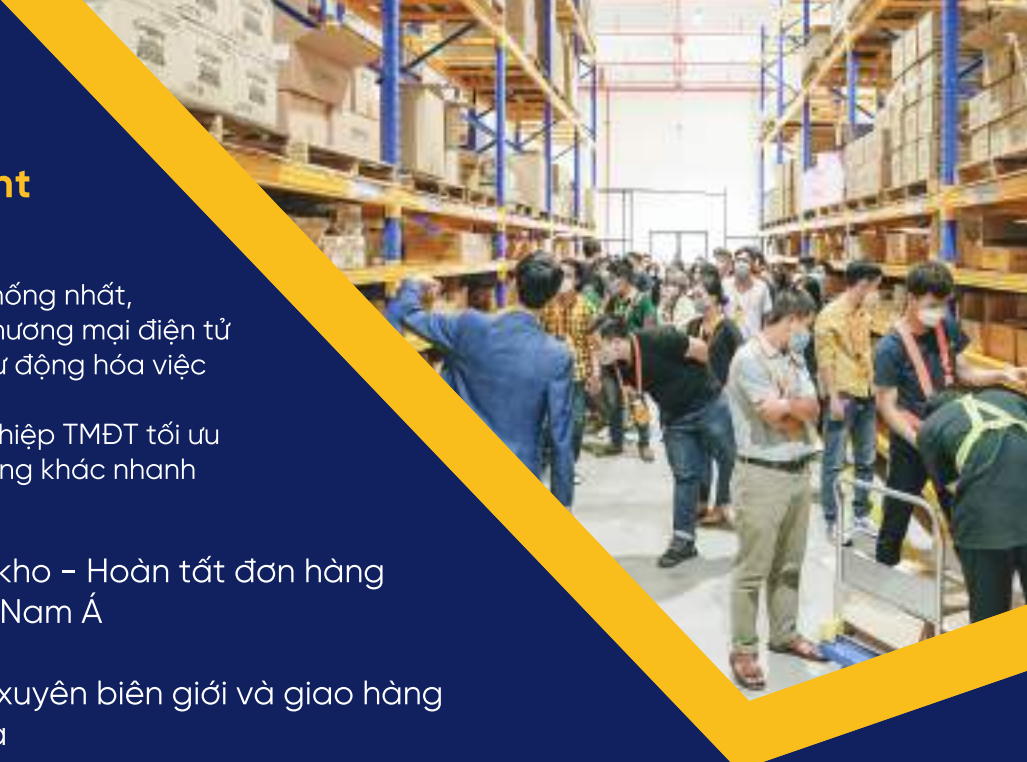 nt
hống nhất,
hương mại điện tử
ự động hóa việc
hiệp TMĐT tối ưu
ng khác nhanh
kho - Hoàn tất đơn hàng
Nam Á
xuyên biên giới và giao hàng
a